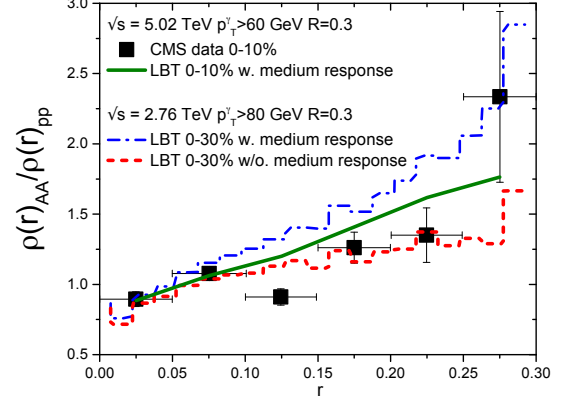 √s = 5.02 TeV p^γ_T>60 GeV R=0.3
CMS data 0-10%
LBT 0-10% w. medium response
√s = 2.76 TeV p^γ_T>80 GeV R=0.3
LBT 0-30% w. medium response
LBT 0-30% w/o. medium response
ρ(r)_AA/ρ(r)_pp
3.0
2.5
2.0
1.5
1.0
0.5
0.00 0.05 0.10 0.15 0.20 0.25 0.30
r